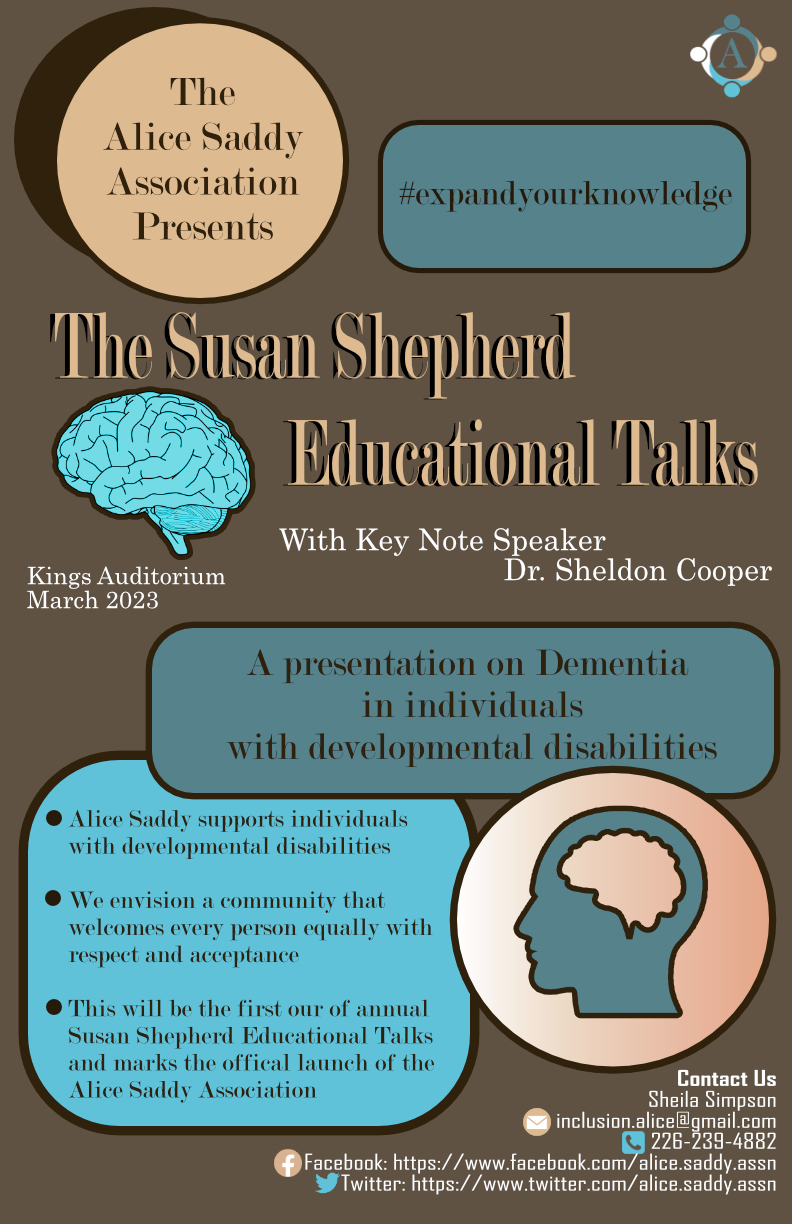 The
Alice Saddy
Association
Presents
A
#expandyourknowledge
The Susan Shepherd
Educational Talks
With Key Note Speaker
Dr. Sheldon Cooper
Kings Auditorium
March 2023
A presentation on Dementia
in individuals
with developmental disabilities
● Alice Saddy supports individuals
with developmental disabilities
● We envision a community that
welcomes every person equally with
respect and acceptance
● This will be the first our of annual
Susan Shepherd Educational Talks
and marks the offical launch of the
Alice Saddy Association
Contact Us
Sheila Simpson
inclusion.alice@gmail.com
226-239-4882
Facebook: https://www.facebook.com/alice.saddy.assn
Twitter: https://www.twitter.com/alice.saddy.assn